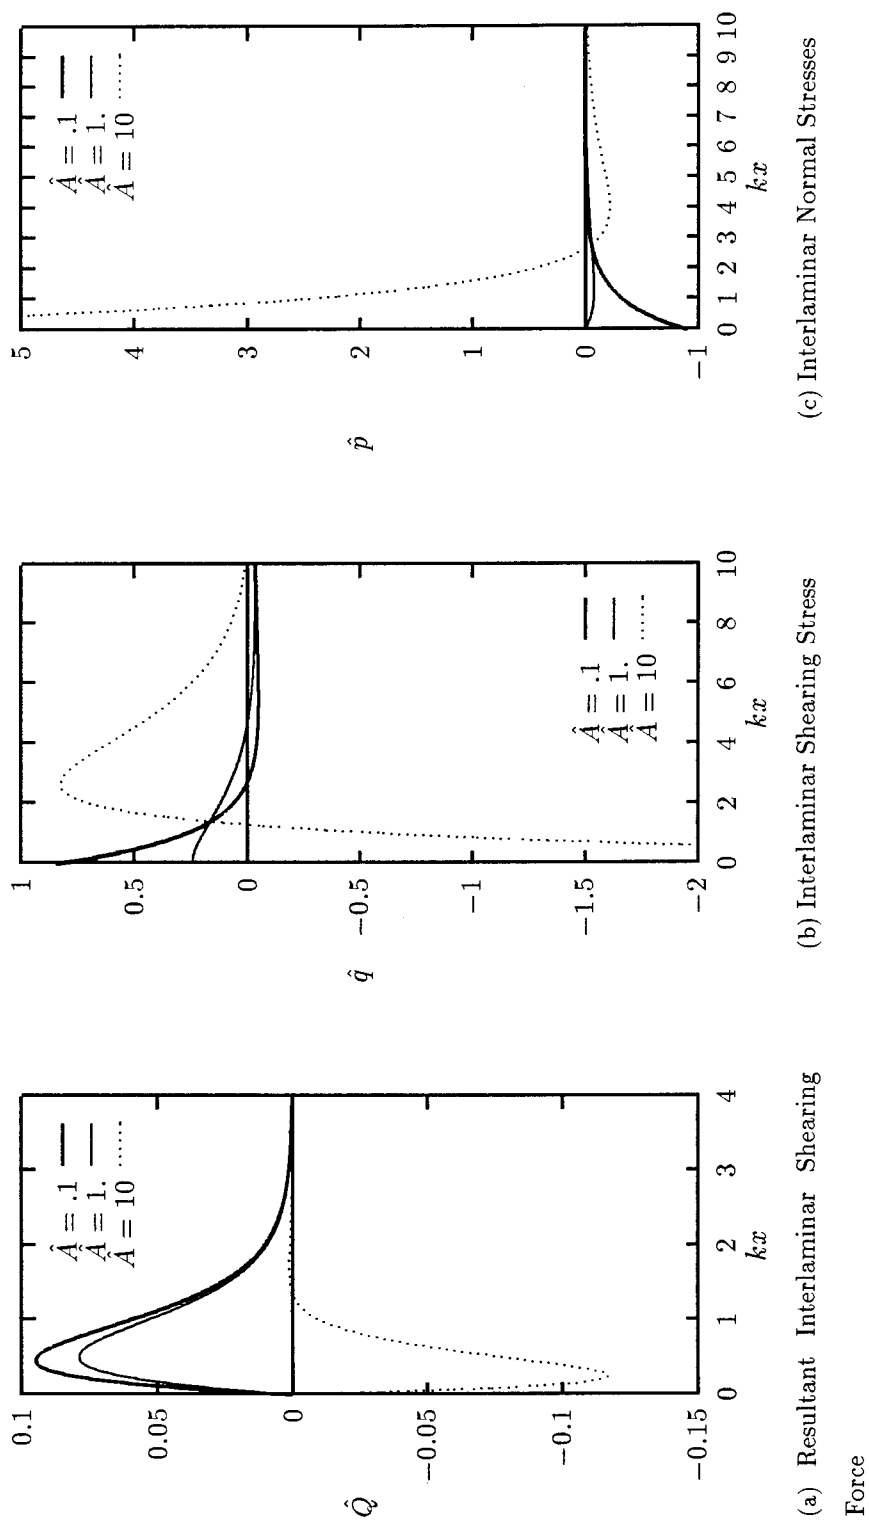 0.1
0.05
0
−0.05
−0.1
−0.15
Q̂
0 1 2 3 4
kx
Â = .1
Â = 1.
Â = 10
(a) Resultant Interlaminar Shearing
Force
1
0.5
0
−0.5
−1
−1.5
−2
q̂
0 2 4 6 8 10
kx
Â = .1
Â = 1.
Â = 10
(b) Interlaminar Shearing Stress
5
4
3
2
1
0
−1
p̂
0 1 2 3 4 5 6 7 8 9 10
kx
Â = .1
Â = 1.
Â = 10
(c) Interlaminar Normal Stresses